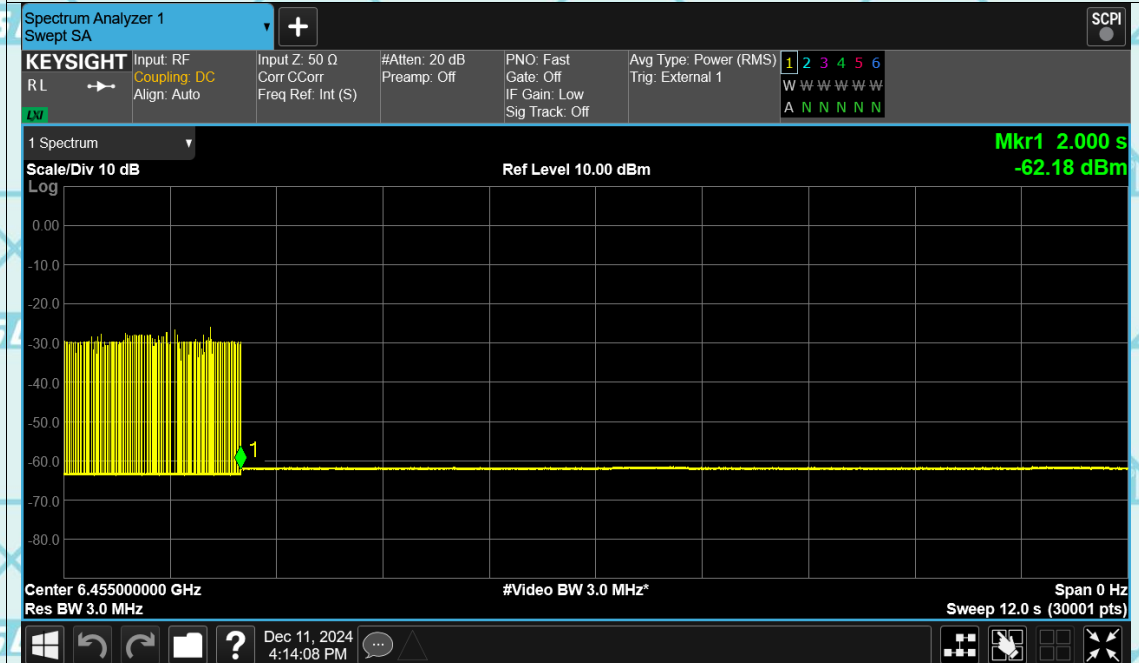 Spectrum Analyzer 1
Swept SA
+
SCPI
KEYSIGHT
R L
LXI
Input: RF
Coupling: DC
Align: Auto
Input Z: 50 Ω
Corr CCorr
Freq Ref: Int (S)
#Atten: 20 dB
Preamp: Off
PNO: Fast
Gate: Off
IF Gain: Low
Sig Track: Off
Avg Type: Power (RMS)
Trig: External 1
1 2 3 4 5 6
W W W W W W
A N N N N N
1 Spectrum
Mkr1 2.000 s
Scale/Div 10 dB
Ref Level 10.00 dBm
-62.18 dBm
Log
0.00
-10.0
-20.0
-30.0
-40.0
-50.0
1
-60.0
-70.0
-80.0
Center 6.455000000 GHz
#Video BW 3.0 MHz*
Span 0 Hz
Res BW 3.0 MHz
Sweep 12.0 s (30001 pts)
?
Dec 11, 2024
4:14:08 PM